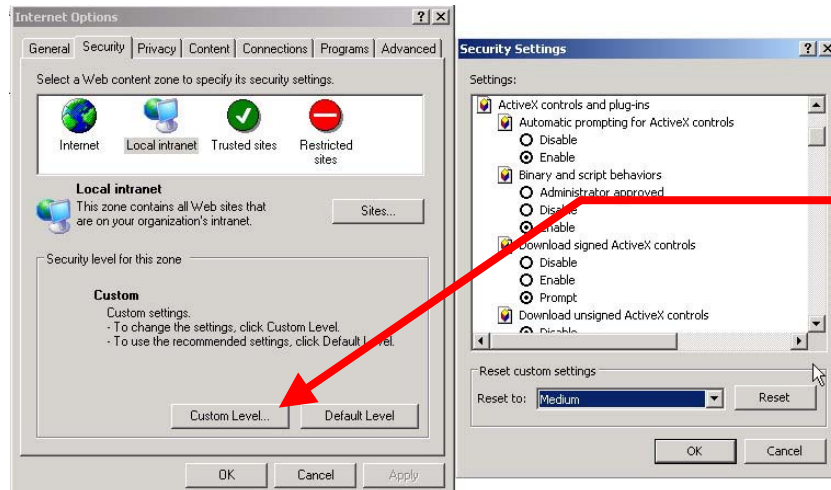 Internet Options
General Security Privacy Content Connections Programs Advanced
Select a Web content zone to specify its security settings.
Internet Local intranet Trusted sites Restricted sites
Local intranet
This zone contains all Web sites that
are on your organization's intranet.
Sites...
Security level for this zone
Custom
Custom settings.
- To change the settings, click Custom Level.
- To use the recommended settings, click Default Level.
Custom Level... Default Level
OK Cancel Apply
Security Settings
Settings:
ActiveX controls and plug-ins
Automatic prompting for ActiveX controls
Disable
Enable
Binary and script behaviors
Administrator approved
Disable
Enable
Download signed ActiveX controls
Disable
Enable
Prompt
Download unsigned ActiveX controls
Disable
Reset custom settings
Reset to: Medium Reset
OK Cancel